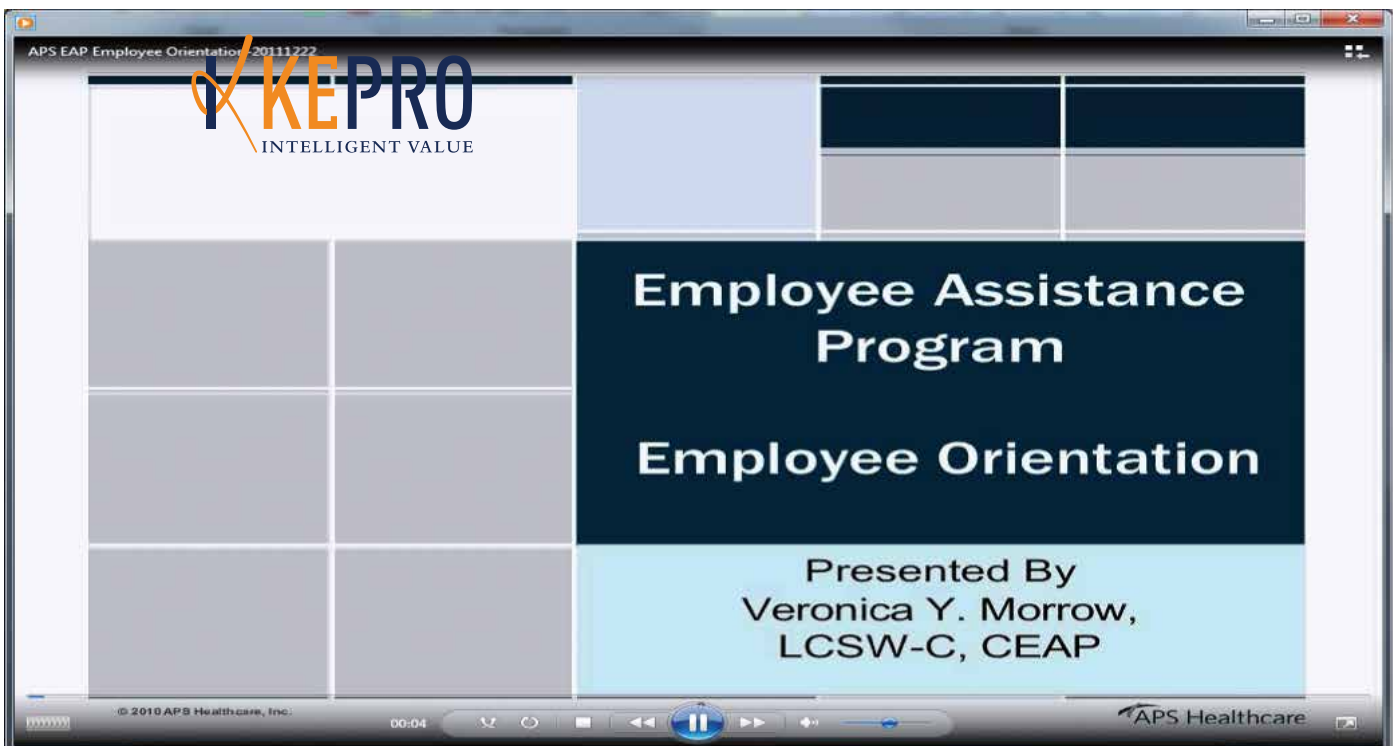 APS EAP Employee Orientation-20111222
KEPRO
INTELLIGENT VALUE
Employee Assistance
Program
Employee Orientation
Presented By
Veronica Y. Morrow,
LCSW-C, CEAP
© 2010 APS Healthcare, Inc.
00:04
APS Healthcare